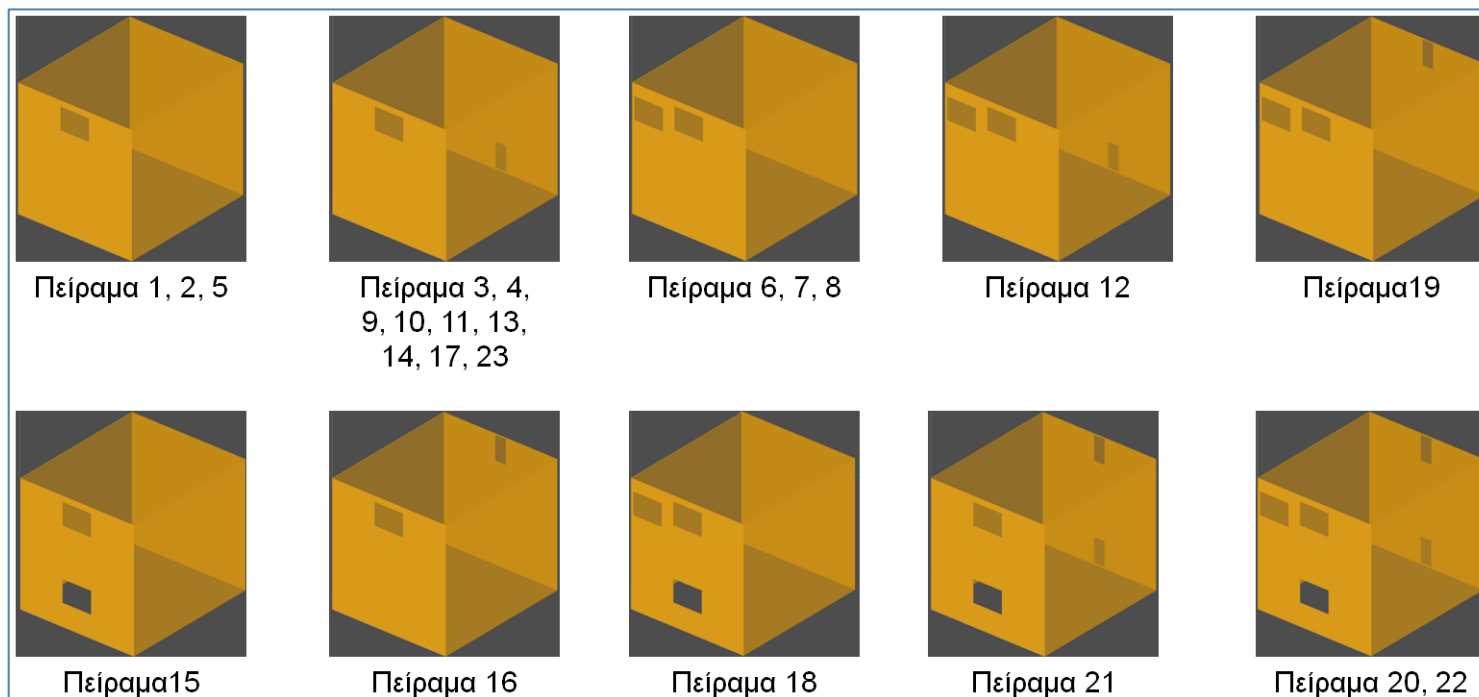 Πείραμα 1, 2, 5
Πείραμα 3, 4,
9, 10, 11, 13,
14, 17, 23
Πείραμα 6, 7, 8
Πείραμα 12
Πείραμα19
Πείραμα15
Πείραμα 16
Πείραμα 18
Πείραμα 21
Πείραμα 20, 22